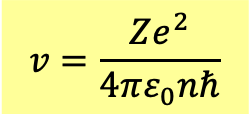 v = Ze² / 4πε₀nℏ